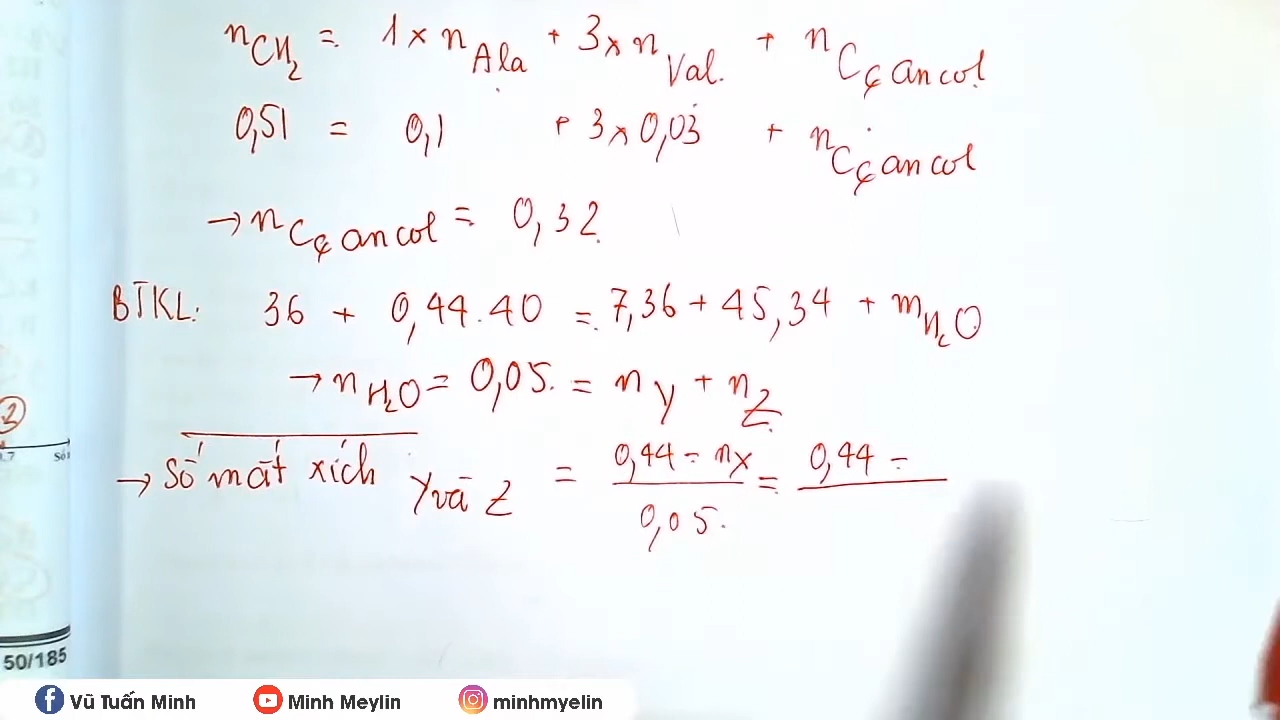 nCH₂ = 1 x nAla + 3 x nVal. + nC ç ancol
0,51 = 0,1 + 3 x 0,03 + nC ç ancol
→ nC ç ancol = 0,32
BTKL: 36 + 0,44.40 = 7,36 + 45,34 + mH₂O
→ nH₂O = 0,05. = nY + nZ
→ Số mắt xích Y và Z = 0,44 - nX / 0,05. = 0,44 -
2
50/185
Vũ Tuấn Minh Minh Meylin minhmyelin